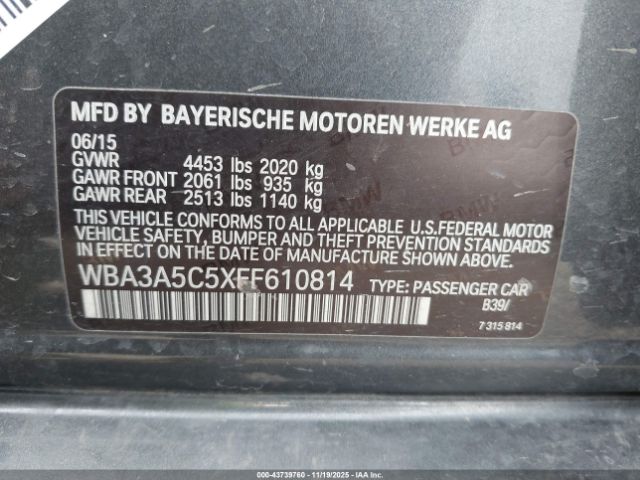 MFD BY BAYERISCHE MOTOREN WERKE AG
06/15
GVWR 4453 lbs 2020 kg
GAWR FRONT 2061 lbs 935 kg
GAWR REAR 2513 lbs 1140 kg
THIS VEHICLE CONFORMS TO ALL APPLICABLE U.S.FEDERAL MOTOR
VEHICLE SAFETY, BUMPER AND THEFT PREVENTION STANDARDS
IN EFFECT ON THE DATE OF MANUFACTURE SHOWN ABOVE.
WBA3A5C5XFF610814 TYPE: PASSENGER CAR
B39/
7 315 814
000-43739760 - 11/19/2025 - IAAI.CA